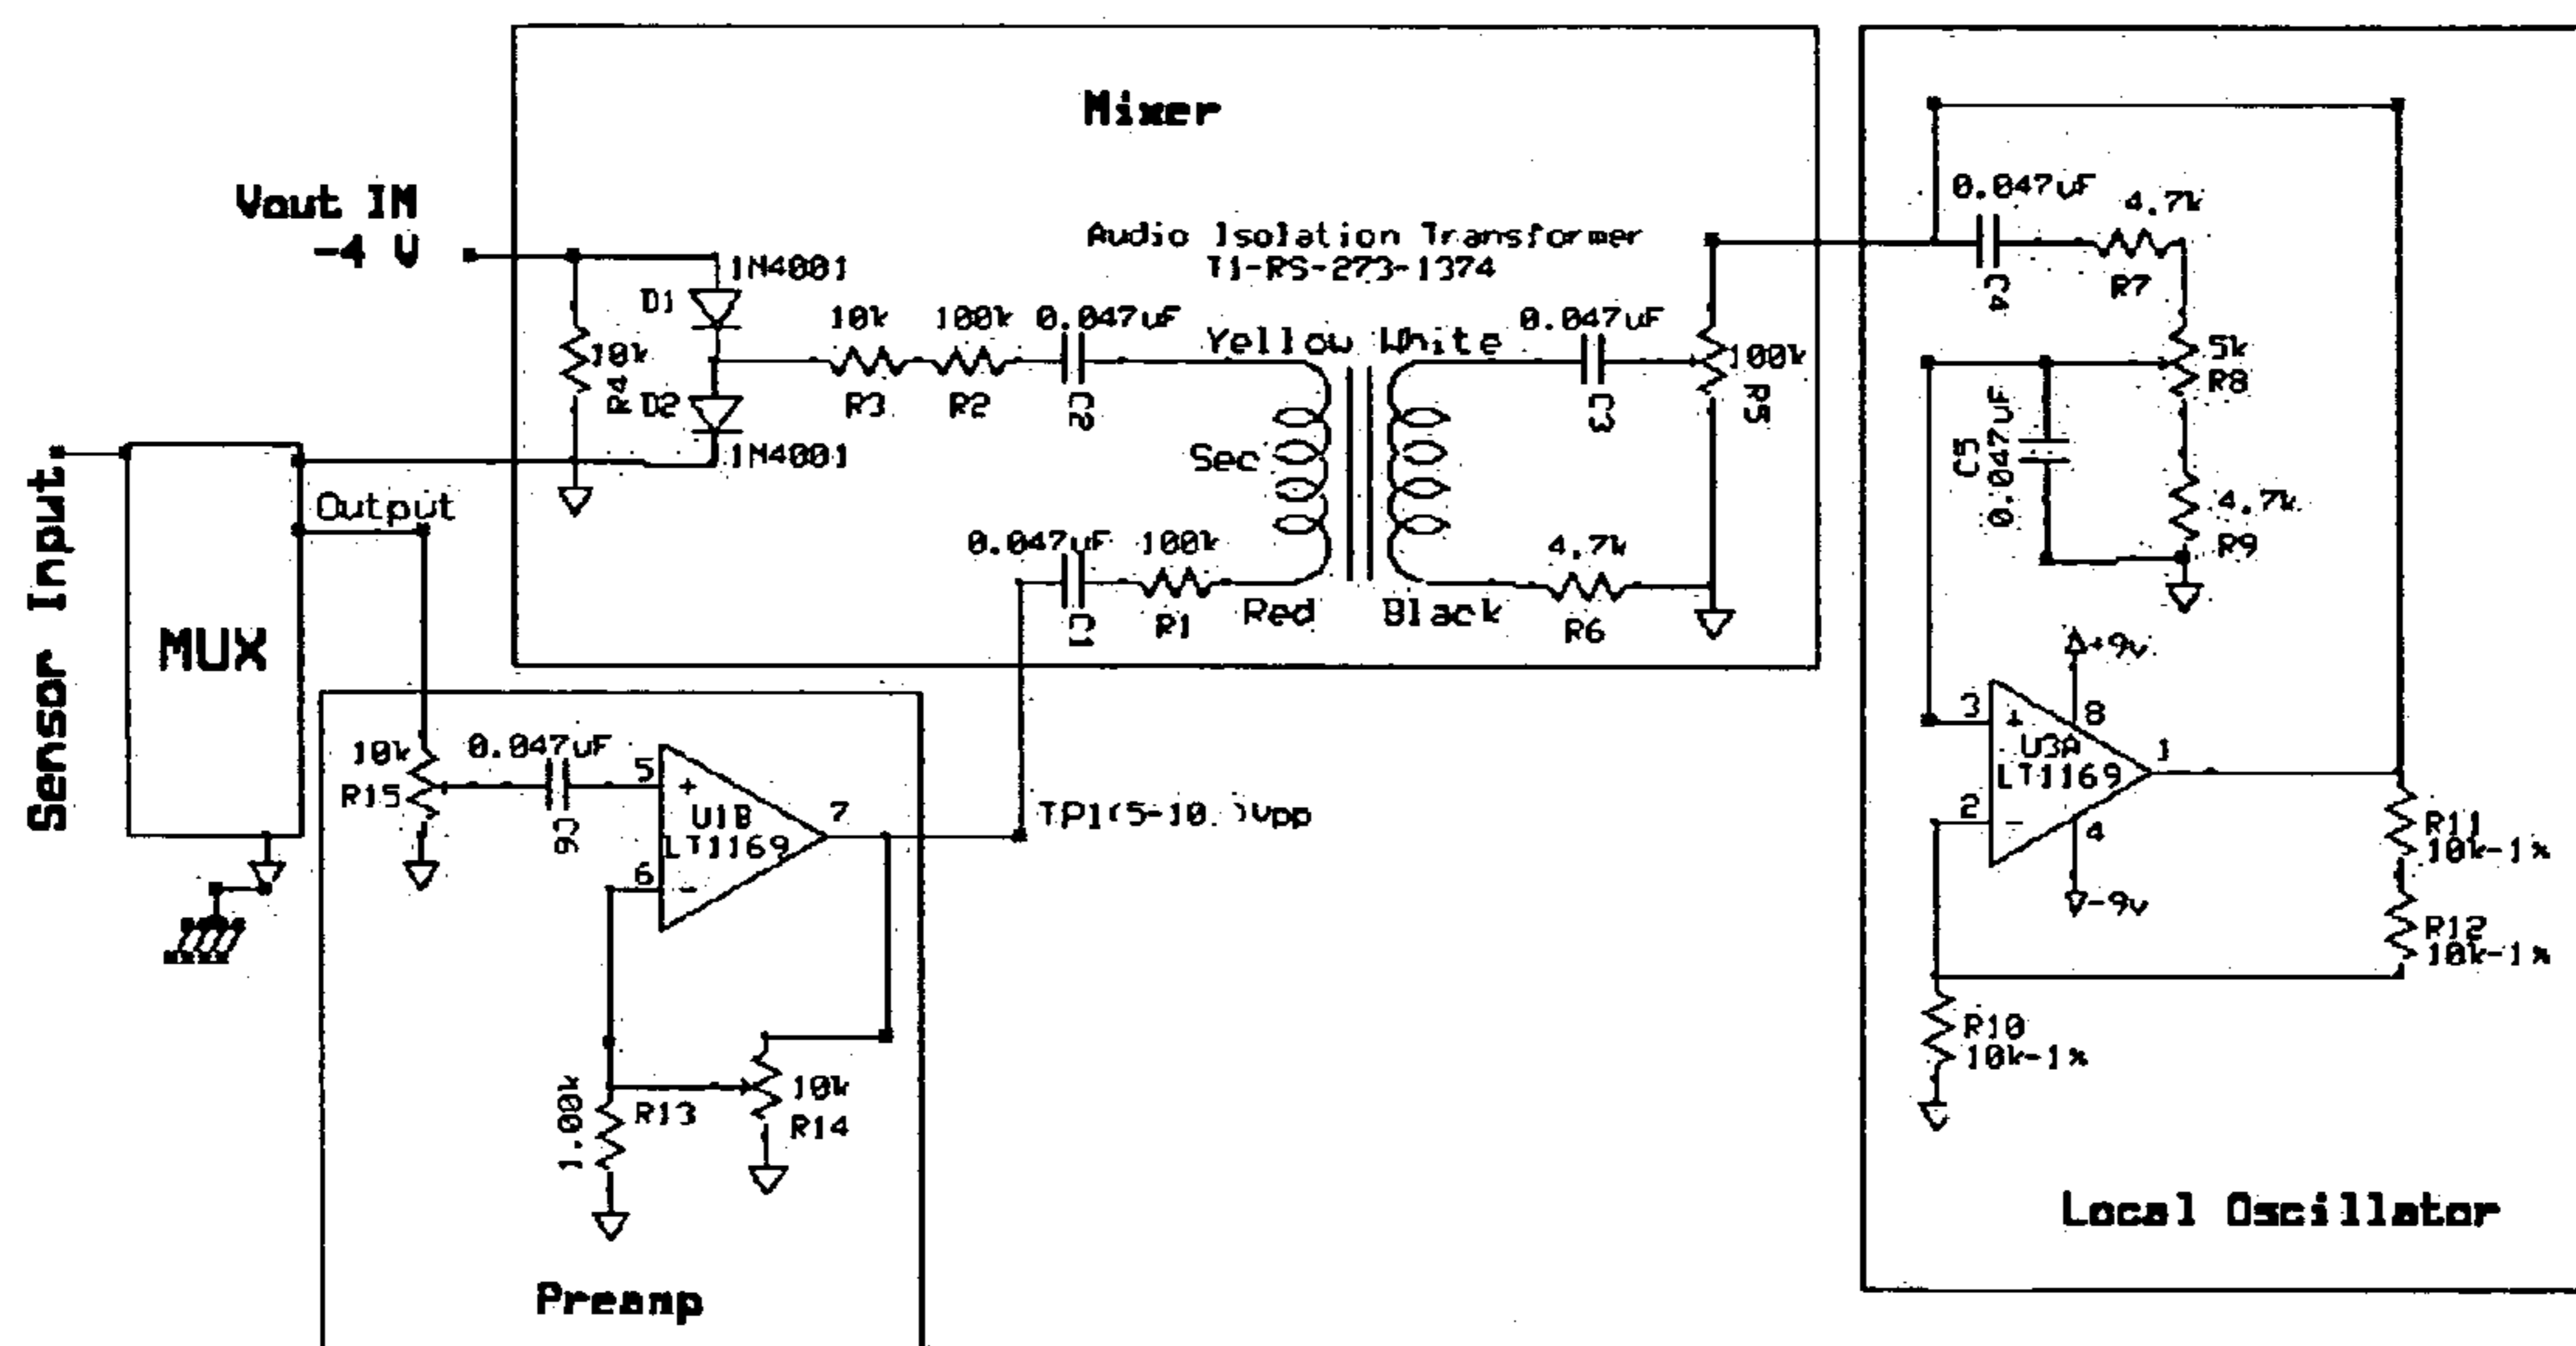 Mixer
Vout IN
-4 V
Audio Isolation Transformer
T1-RS-273-1374
1N4001
D1
10k
R4
D2
1N4001
10k
R3
100k
R2
0.047uF
C2
Yellow
White
0.047uF
C3
100k
R5
Sec
0.047uF
C1
100k
R1
Red
Black
4.7k
R6
Sensor Input
MUX
Output
10k
R15
0.047uF
C6
5
+
U1B
LT1169
7
6
-
TP1(5-10.)Vpp
1.00k
R13
10k
R14
Preamp
0.047uF
C4
4.7k
R7
5k
R8
C5
0.047uF
4.7k
R9
+9v
3
+
8
U3A
LT1169
1
2
-
4
-9v
R11
10k-1%
R12
10k-1%
R10
10k-1%
Local Oscillator